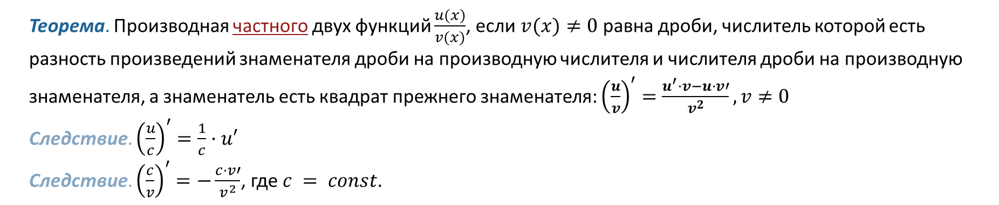 Теорема. Производная частного двух функций u(x)/v(x), если v(x) ≠ 0 равна дроби, числитель которой есть
разность произведений знаменателя дроби на производную числителя и числителя дроби на производную
знаменателя, а знаменатель есть квадрат прежнего знаменателя: (u/v)′ = (u′·v−u·v′)/v², v ≠ 0
Следствие. (u/c)′ = 1/c · u′
Следствие. (c/v)′ = − (c·v′)/v², где c = const.